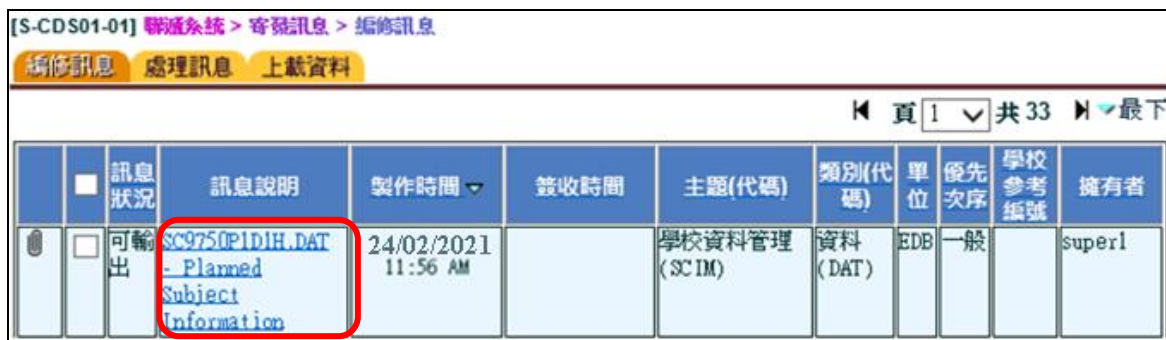 [S-CDS01-01] 聯遞系統 > 寄發訊息 > 編修訊息
編修訊息 處理訊息 上載資料
頁 1 共 33 最下
訊息狀況 訊息說明 製作時間 簽收時間 主題(代碼) 類別(代碼) 單位 優先次序 學校參考編號 擁有者
可輸出 SC9750P1D1H.DAT - Planned Subject Information 24/02/2021 11:56 AM 學校資料管理(SCIM) 資料(DAT) EDB 一般 super1